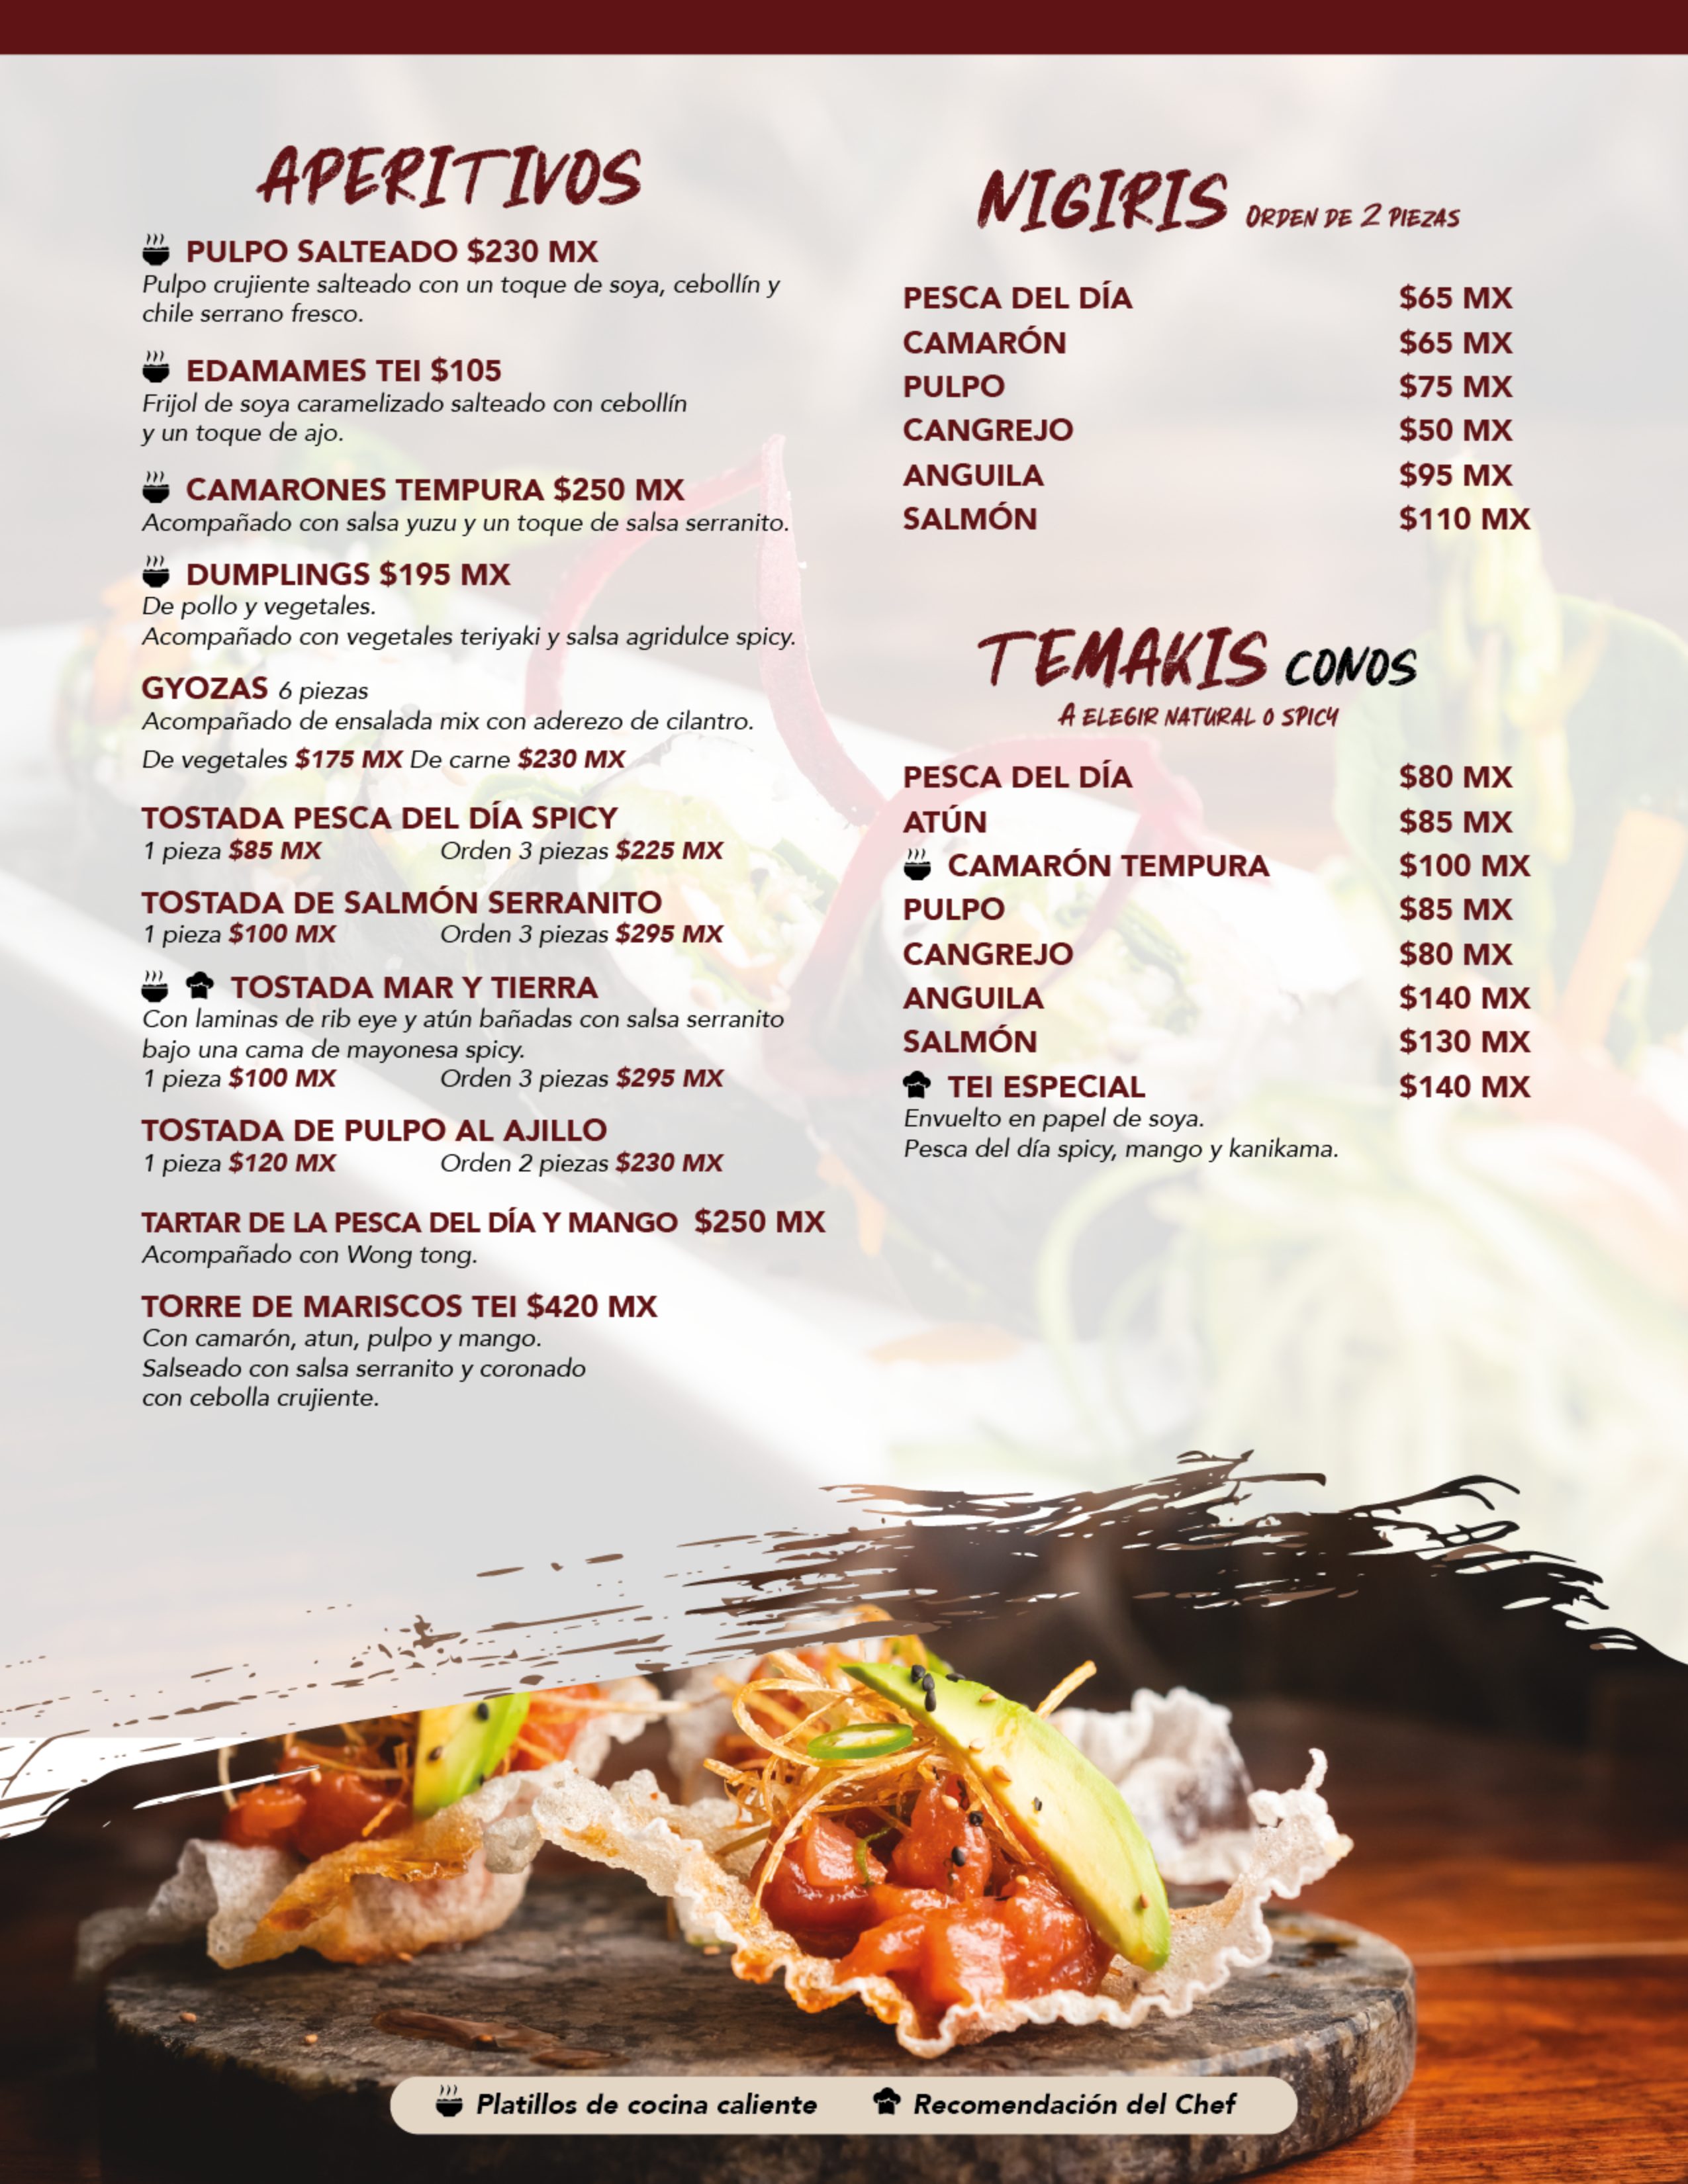 APERITIVOS
PULPO SALTEADO $230 MX
Pulpo crujiente salteado con un toque de soya, cebollín y
chile serrano fresco.
EDAMAMES TEI $105
Frijol de soya caramelizado salteado con cebollín
y un toque de ajo.
CAMARONES TEMPURA $250 MX
Acompañado con salsa yuzu y un toque de salsa serranito.
DUMPLINGS $195 MX
De pollo y vegetales.
Acompañado con vegetales teriyaki y salsa agridulce spicy.
GYOZAS 6 piezas
Acompañado de ensalada mix con aderezo de cilantro.
De vegetales $175 MX De carne $230 MX
TOSTADA PESCA DEL DÍA SPICY
1 pieza $85 MX Orden 3 piezas $225 MX
TOSTADA DE SALMÓN SERRANITO
1 pieza $100 MX Orden 3 piezas $295 MX
TOSTADA MAR Y TIERRA
Con laminas de rib eye y atún bañadas con salsa serranito
bajo una cama de mayonesa spicy.
1 pieza $100 MX Orden 3 piezas $295 MX
TOSTADA DE PULPO AL AJILLO
1 pieza $120 MX Orden 2 piezas $230 MX
TARTAR DE LA PESCA DEL DÍA Y MANGO $250 MX
Acompañado con Wong tong.
TORRE DE MARISCOS TEI $420 MX
Con camarón, atun, pulpo y mango.
Salseado con salsa serranito y coronado
con cebolla crujiente.
NIGIRIS ORDEN DE 2 PIEZAS
PESCA DEL DÍA $65 MX
CAMARÓN $65 MX
PULPO $75 MX
CANGREJO $50 MX
ANGUILA $95 MX
SALMÓN $110 MX
TEMAKIS CONOS
A ELEGIR NATURAL O SPICY
PESCA DEL DÍA $80 MX
ATÚN $85 MX
CAMARÓN TEMPURA $100 MX
PULPO $85 MX
CANGREJO $80 MX
ANGUILA $140 MX
SALMÓN $130 MX
TEI ESPECIAL $140 MX
Envuelto en papel de soya.
Pesca del día spicy, mango y kanikama.
Platillos de cocina caliente Recomendación del Chef